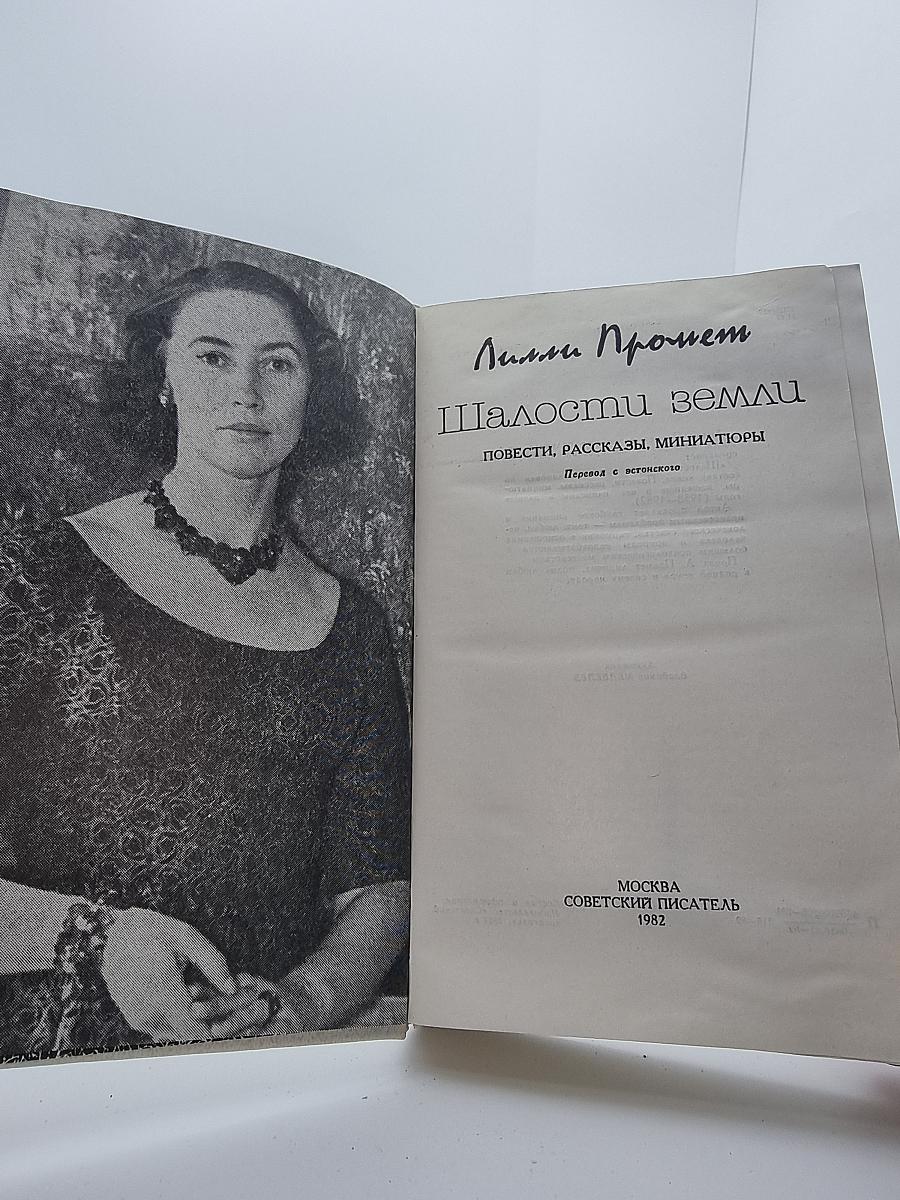 Лилли Промет
Шалости земли
ПОВЕСТИ, РАССКАЗЫ, МИНИАТЮРЫ
Перевод с эстонского
МОСКВА
СОВЕТСКИЙ ПИСАТЕЛЬ
1982